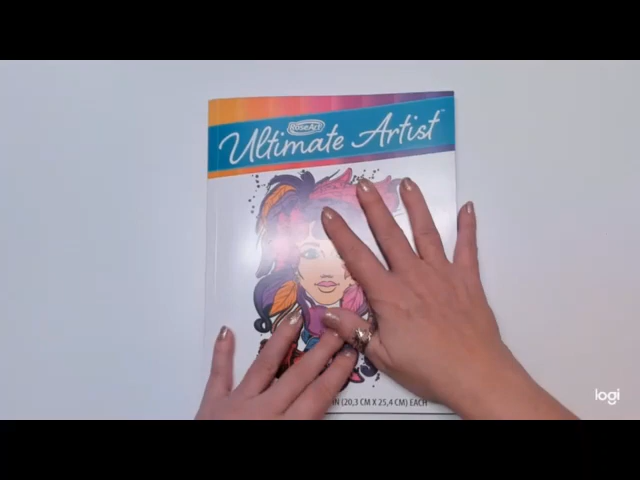 RoseArt
Ultimate Artist™
IN (20,3 CM X 25,4 CM) EACH
logi